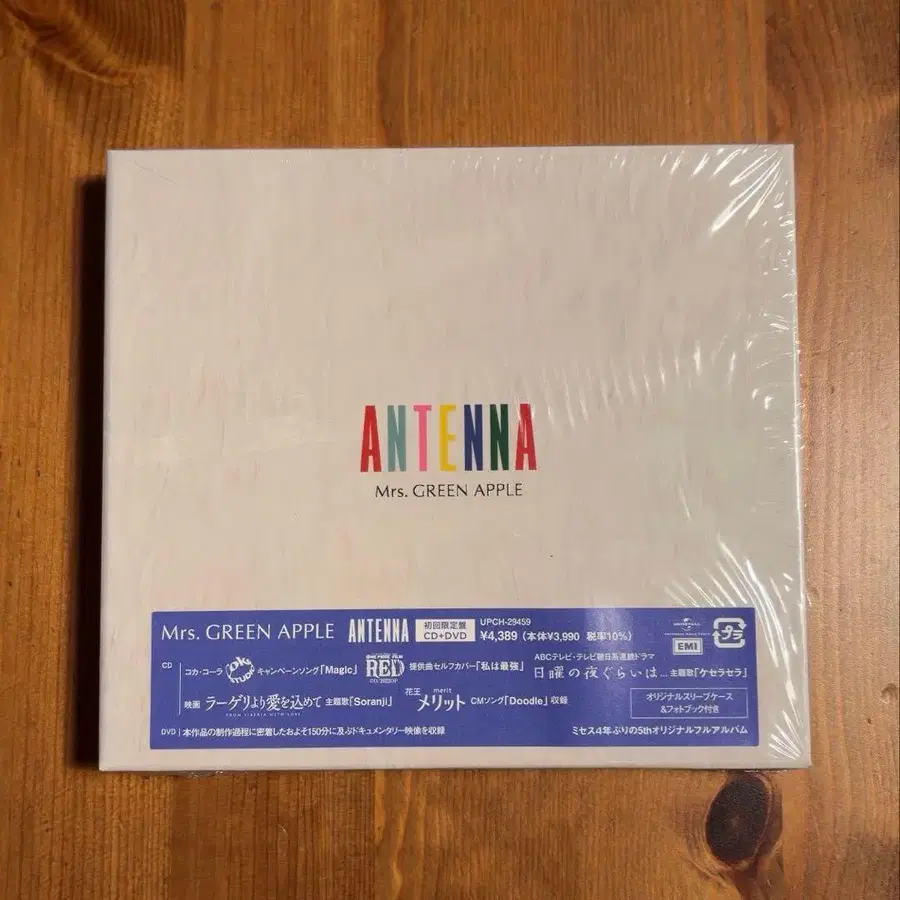 ANTENNA
Mrs. GREEN APPLE
Mrs. GREEN APPLE ANTENNA 初回限定盤 CD+DVD UPCH-29459 ¥4,389（本体¥3,990 税率10%） UNIVERSAL EMI プラ
CD コカ・コーラ キャンペーンソング「Magic」 ONE PIECE FILM RED 提供曲セルフカバー「私は最強」 ABCテレビ・テレビ朝日系連続ドラマ 日曜の夜ぐらいは... 主題歌「ケセラセラ」
映画 ラーゲリより愛を込めて FROM SIBERIA WITH LOVE 主題歌「Soranji」 花王 merit メリット CMソング「Doodle」収録 オリジナルスリーブケース &フォトブック付き
DVD 本作品の制作過程に密着したおよそ150分に及ぶドキュメンタリー映像を収録 ミセス4年ぶりの5thオリジナルフルアルバム